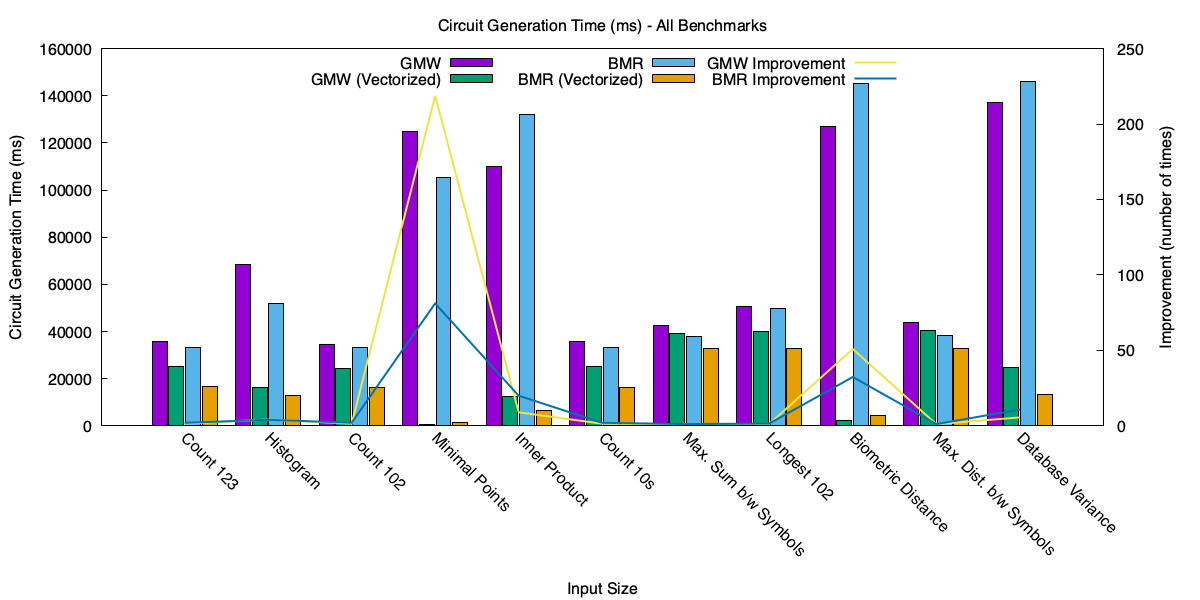 Circuit Generation Time (ms) - All Benchmarks
GMW
GMW (Vectorized)
BMR
BMR (Vectorized)
GMW Improvement
BMR Improvement
Circuit Generation Time (ms)
160000
140000
120000
100000
80000
60000
40000
20000
0
Improvement (number of times)
250
200
150
100
50
0
Count 123
Histogram
Count 102
Minimal Points
Inner Product
Count 10s
Max. Sum b/w Symbols
Longest 102
Biometric Distance
Max. Dist. b/w Symbols
Database Variance
Input Size